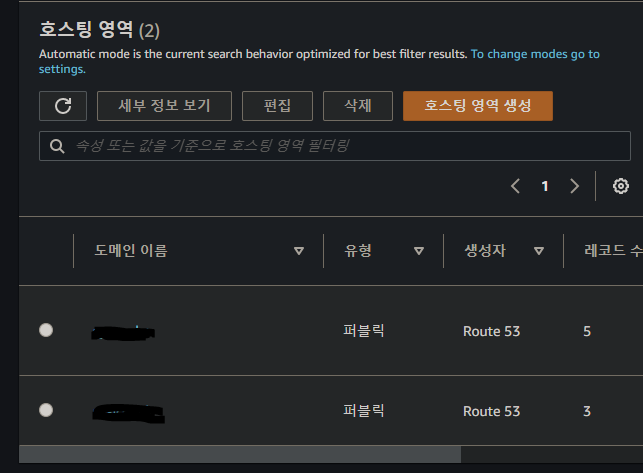 호스팅 영역 (2)
Automatic mode is the current search behavior optimized for best filter results. To change modes go to
settings.
세부 정보 보기 편집 삭제 호스팅 영역 생성
속성 또는 값을 기준으로 호스팅 영역 필터링
1
도메인 이름 유형 생성자 레코드 수
퍼블릭 Route 53 5
퍼블릭 Route 53 3